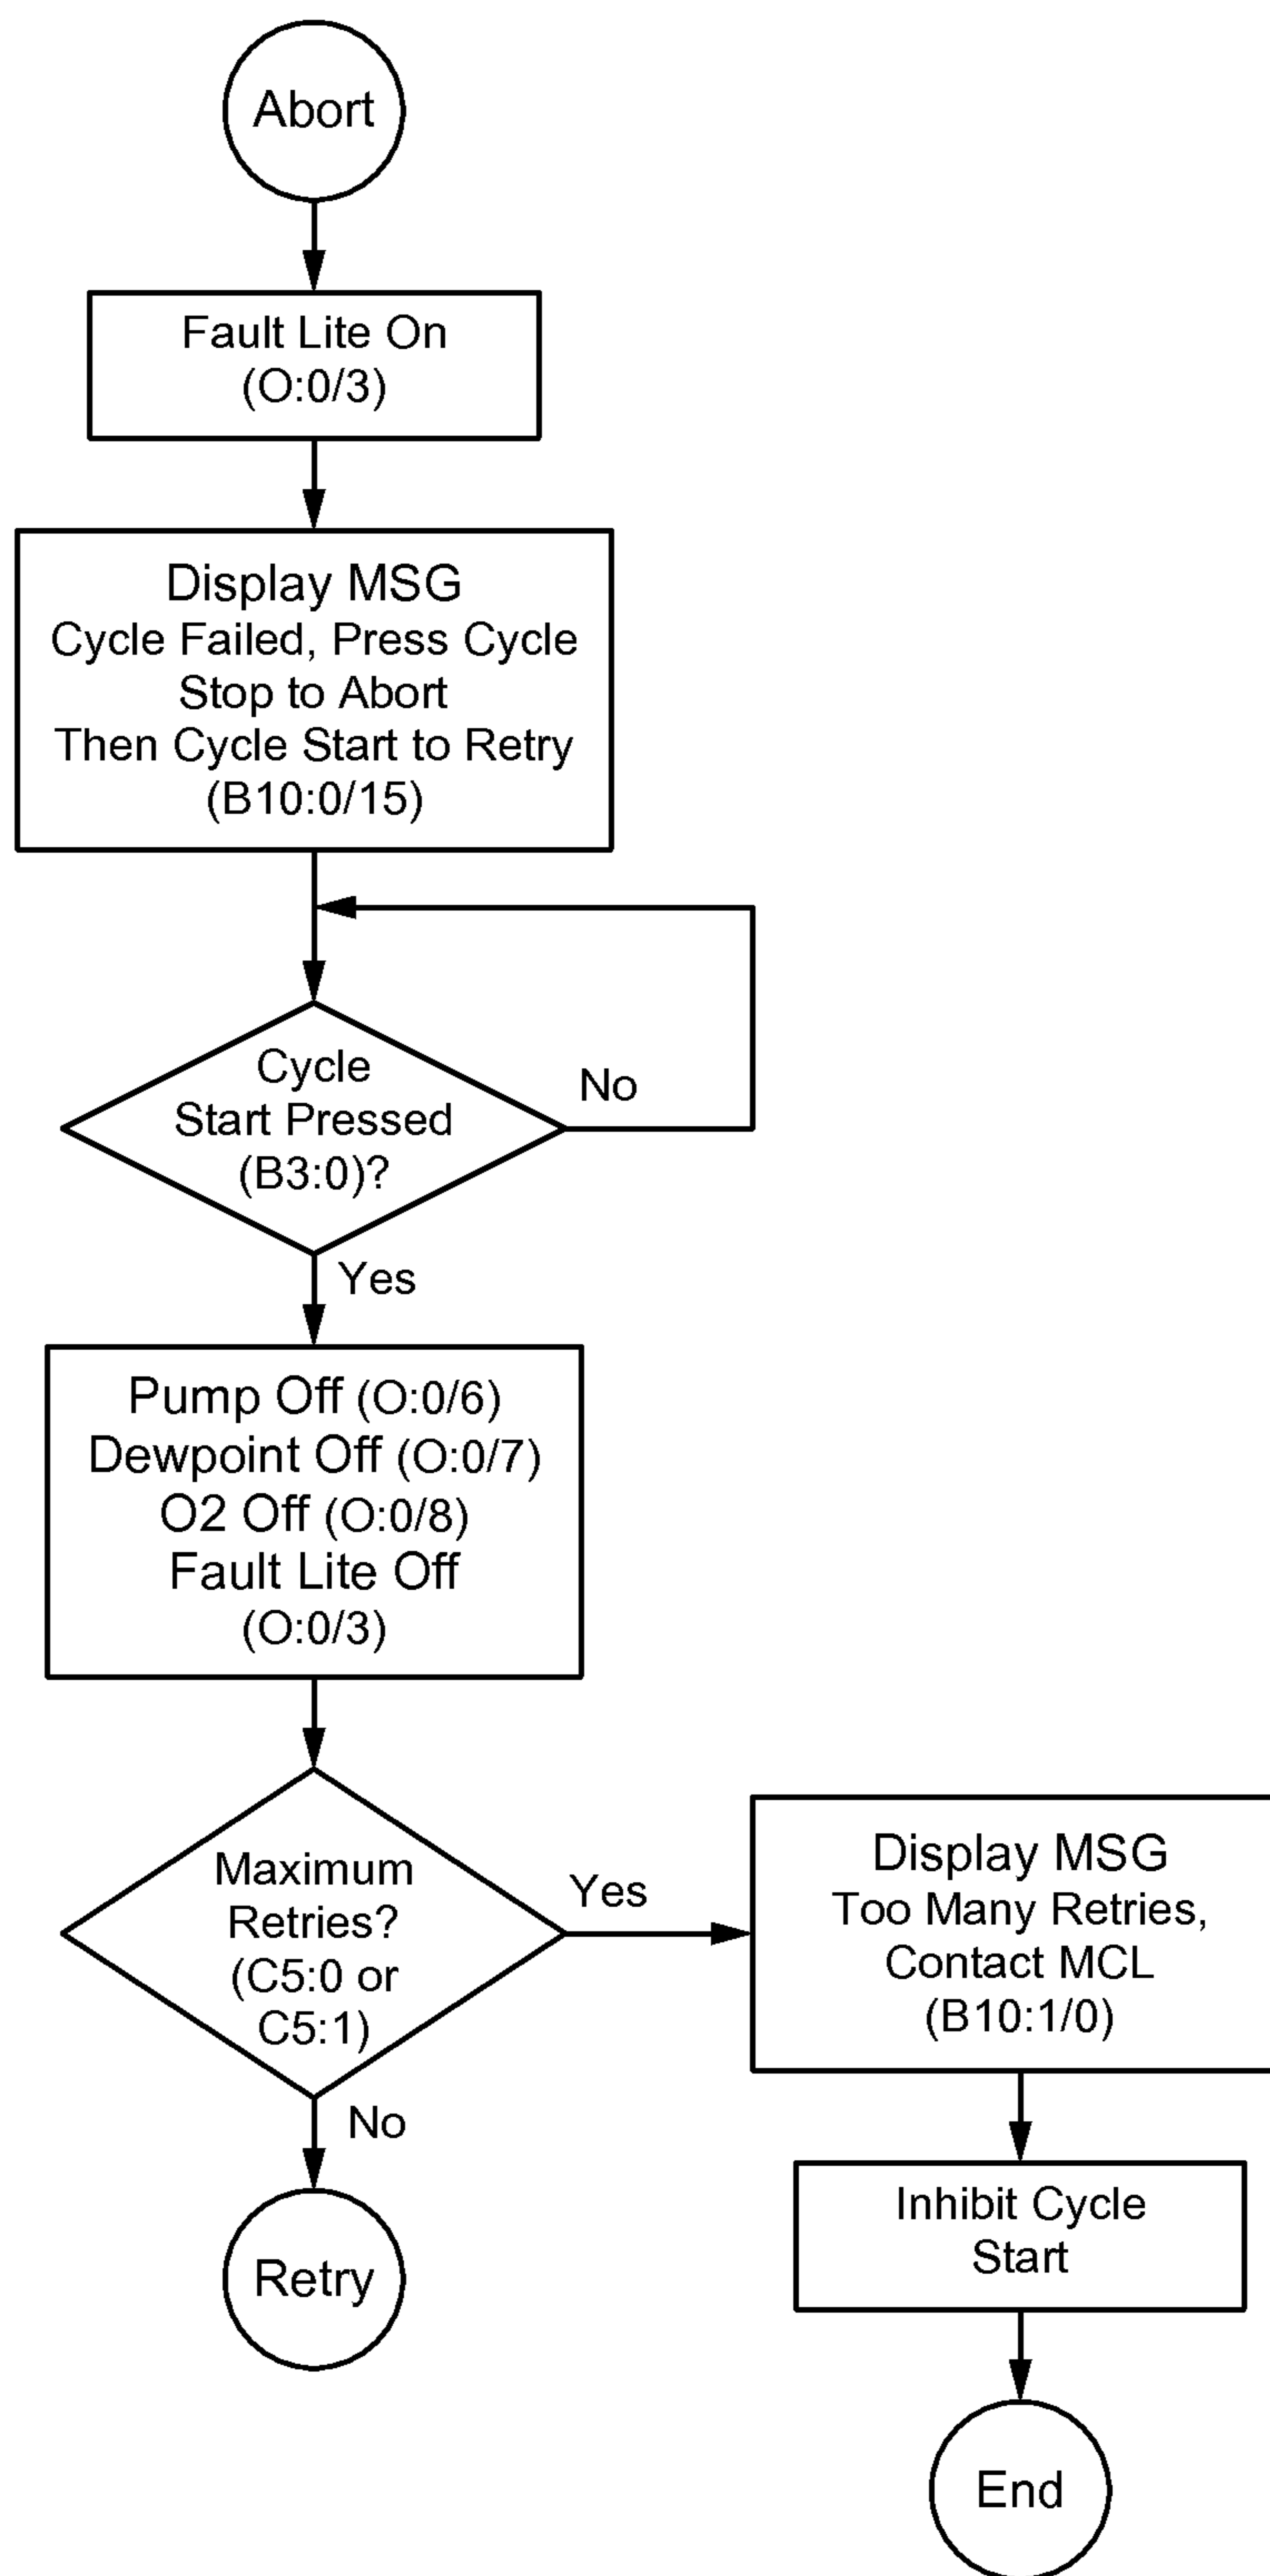 Abort
Fault Lite On
(O:0/3)
Display MSG
Cycle Failed, Press Cycle
Stop to Abort
Then Cycle Start to Retry
(B10:0/15)
Cycle
Start Pressed
(B3:0)?
No
Yes
Pump Off (O:0/6)
Dewpoint Off (O:0/7)
O2 Off (O:0/8)
Fault Lite Off
(O:0/3)
Maximum
Retries?
(C5:0 or
C5:1)
Yes
No
Retry
Display MSG
Too Many Retries,
Contact MCL
(B10:1/0)
Inhibit Cycle
Start
End